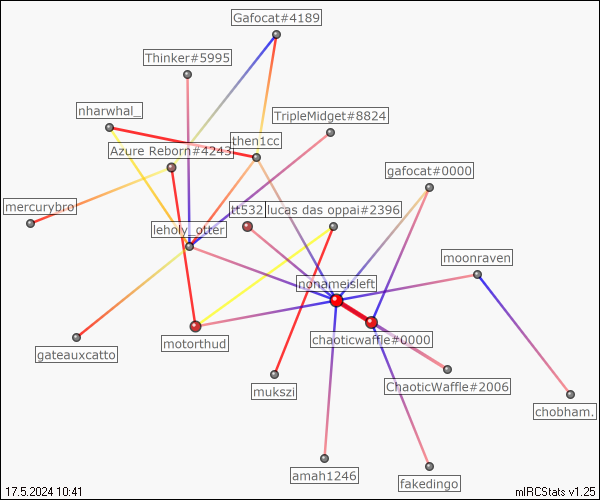 Gafocat#4189
Thinker#5995
nharwhal_
TripleMidget#8824
then1cc
Azure Reborn#4243
gafocat#0000
mercurybro
tt532
lucas das oppai#2396
leholy_otter
moonraven
nonameisleft
chaoticwaffle#0000
motorthud
gateauxcatto
ChaoticWaffle#2006
mukszi
chobham.
amah1246
fakedingo
17.5.2024 10:41
mIRCStats v1.25